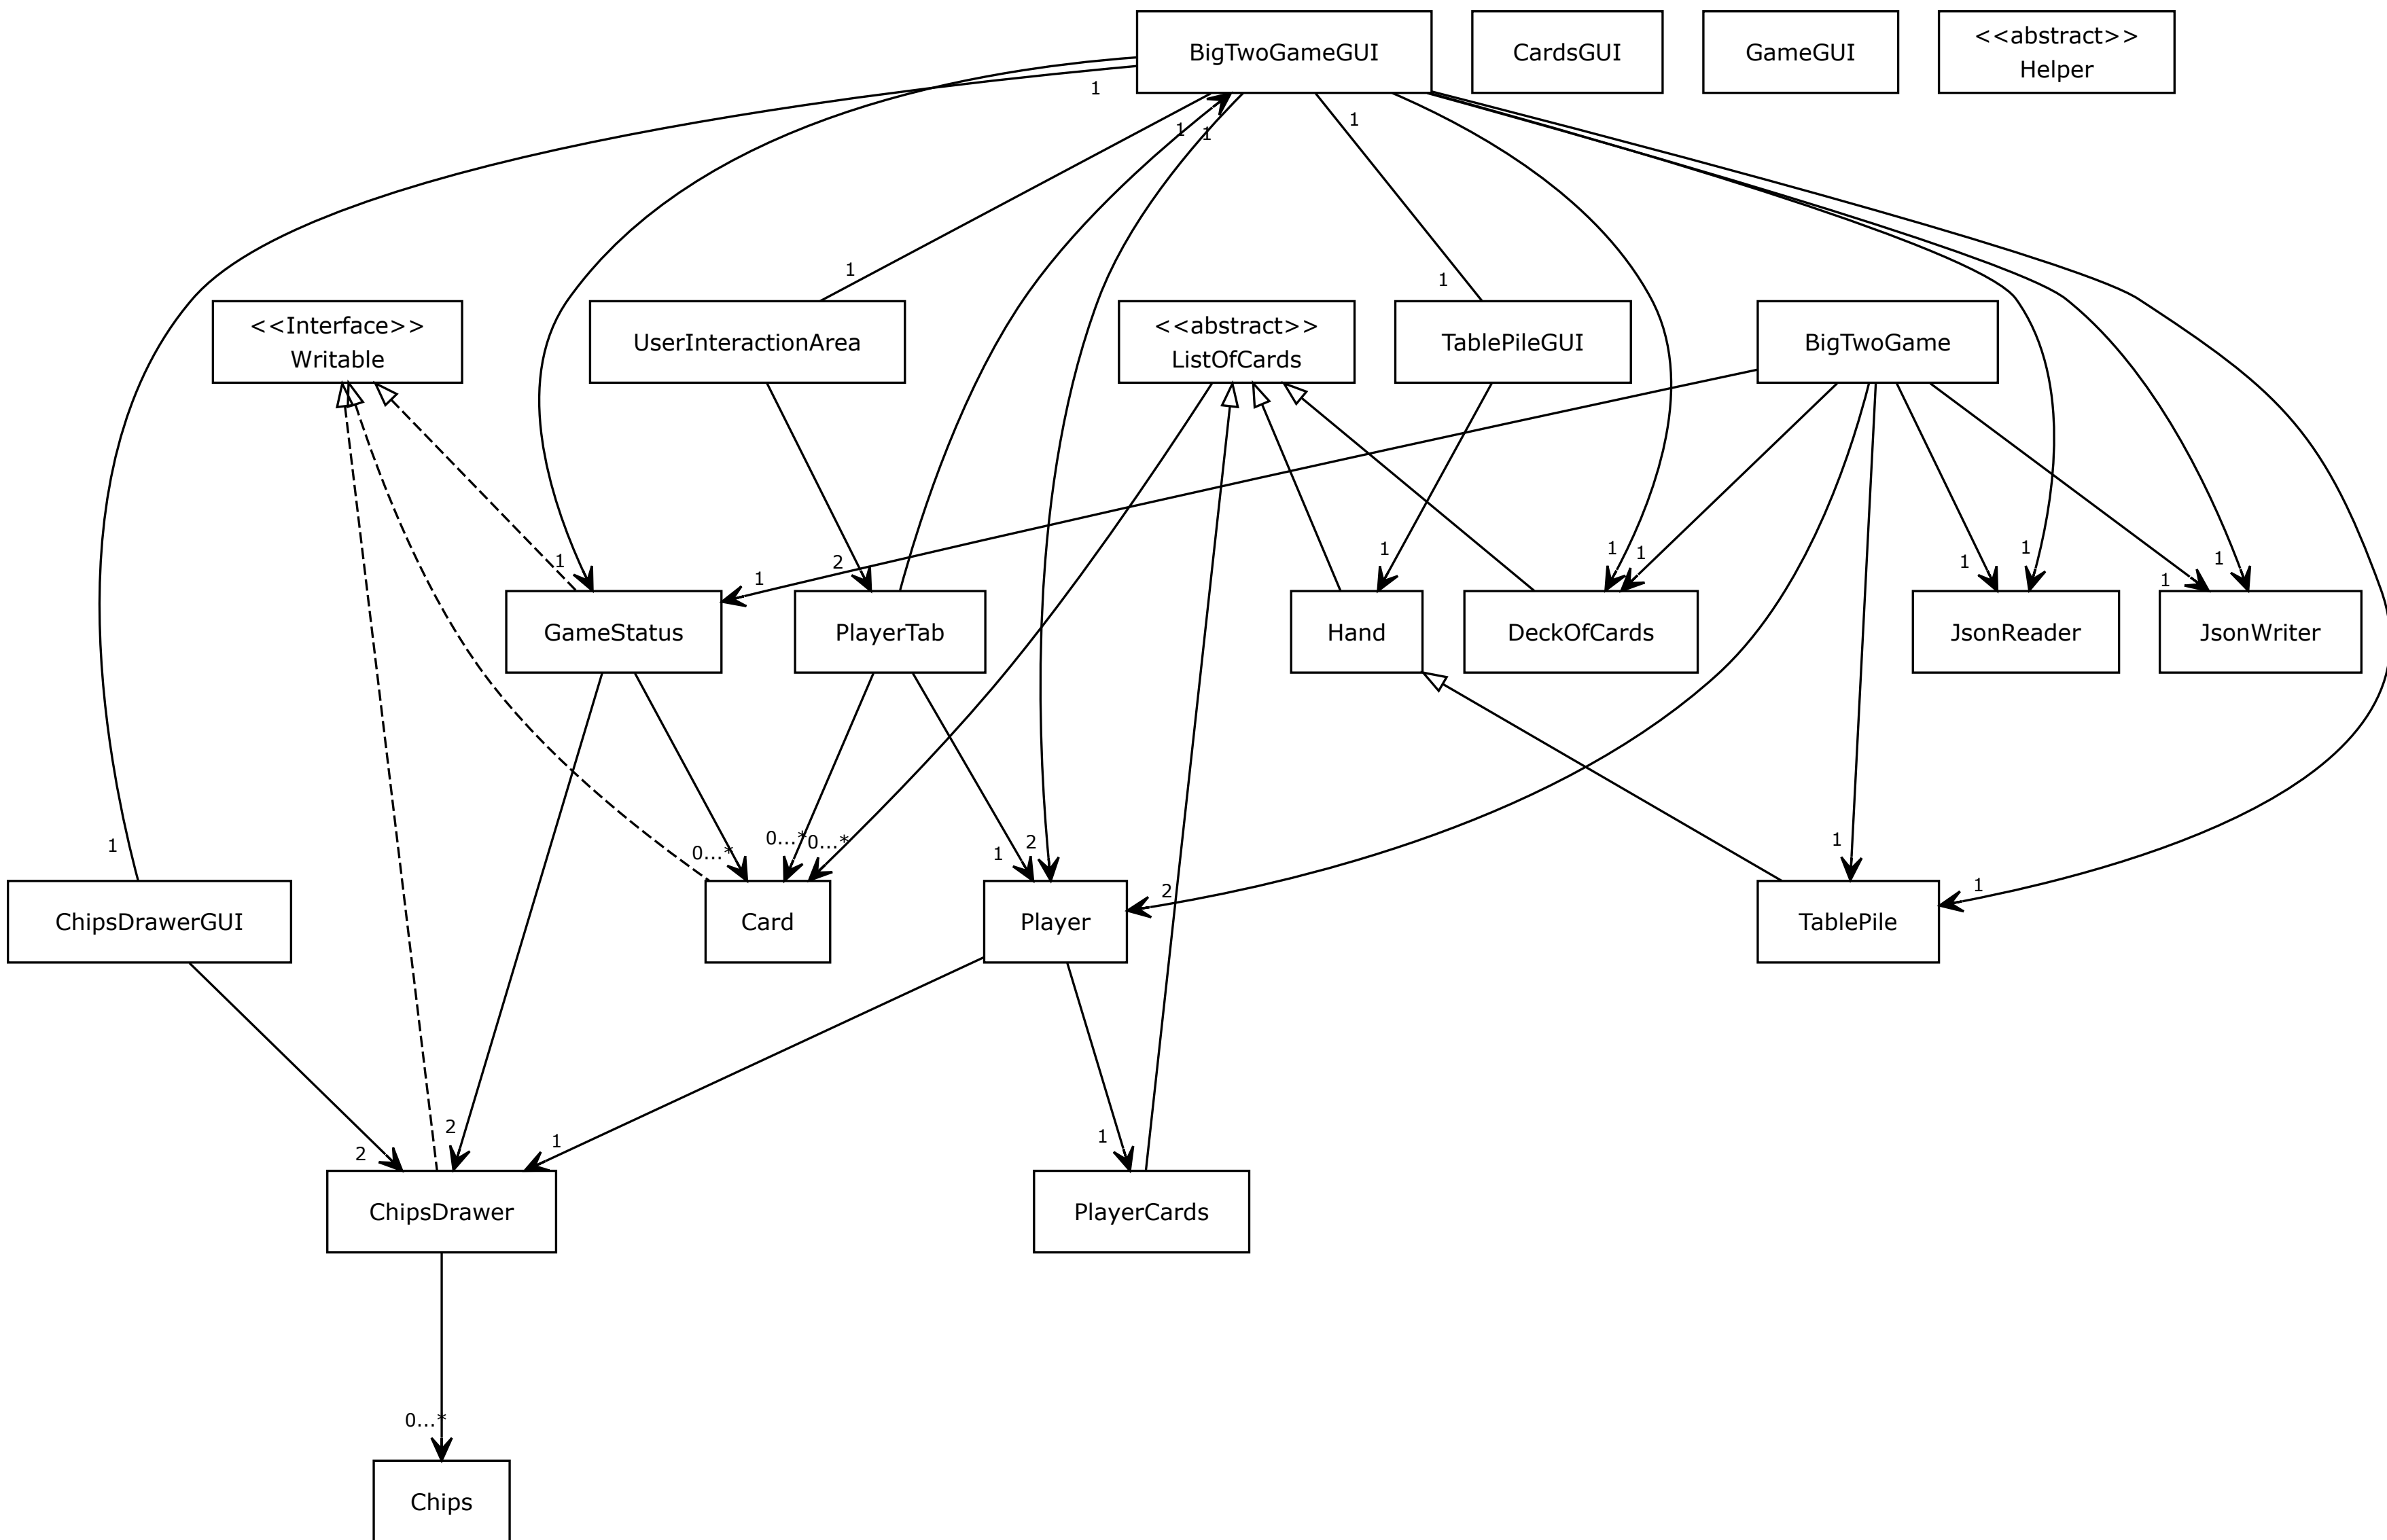 BigTwoGameGUI
CardsGUI
GameGUI
<<abstract>>
Helper
1
1
1
1
1
1
<<Interface>>
Writable
UserInteractionArea
<<abstract>>
ListOfCards
TablePileGUI
BigTwoGame
1
1
2
1
1
1
1
1
1
1
GameStatus
PlayerTab
Hand
DeckOfCards
JsonReader
JsonWriter
1
0...*
0...*
0...*
1
2
2
1
1
ChipsDrawerGUI
Card
Player
TablePile
2
2
1
1
ChipsDrawer
PlayerCards
0...*
Chips